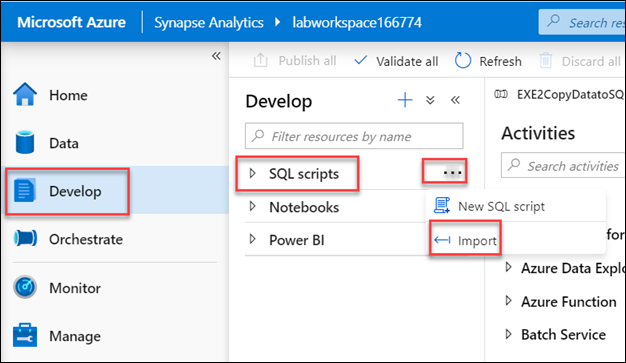 Microsoft Azure Synapse Analytics labworkspace166774 Search res
Publish all Validate all Refresh Discard all
Home
Data
Develop
Orchestrate
Monitor
Manage
Develop
Filter resources by name
SQL scripts
Notebooks
Power BI
New SQL script
Import
EXE2CopyDatatoSQ
Activities
Search activities
for
Azure Data Explo
Azure Function
Batch Service